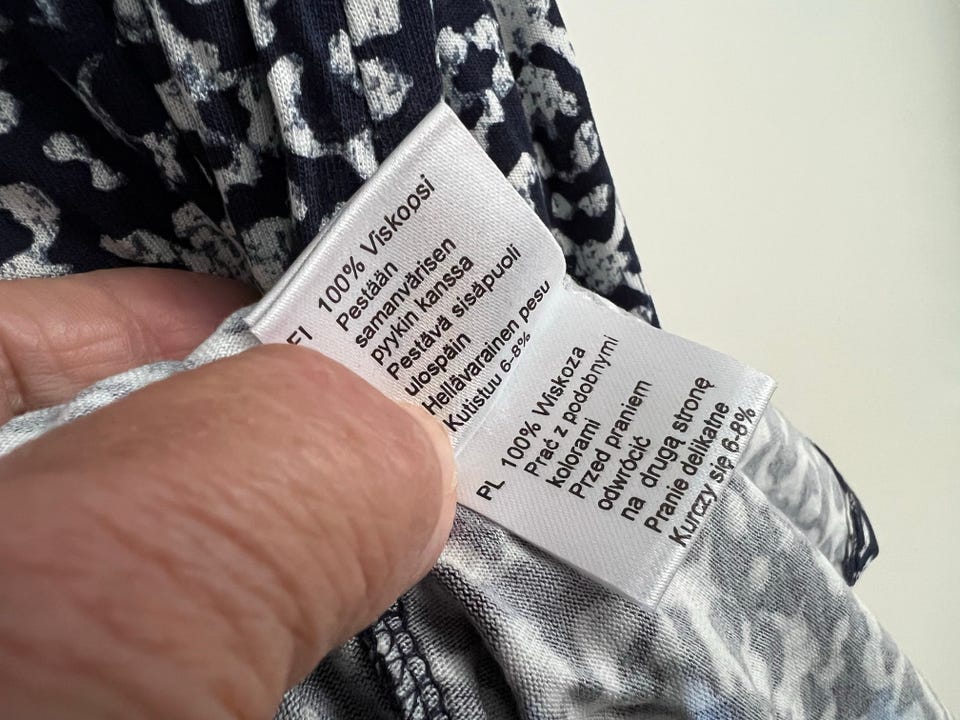 FI 100% Viskoosi
Pestään
samanvärisen
pyykin kanssa
Pestävä sisäpuoli
ulospäin
Hellävarainen pesu
Kutistuu 6-8%
PL 100% Wiskoza
Prać z podobnymi
kolorami
Przed praniem
odwrócić
na drugą stronę
Pranie delikatne
Kurczy się 6-8%